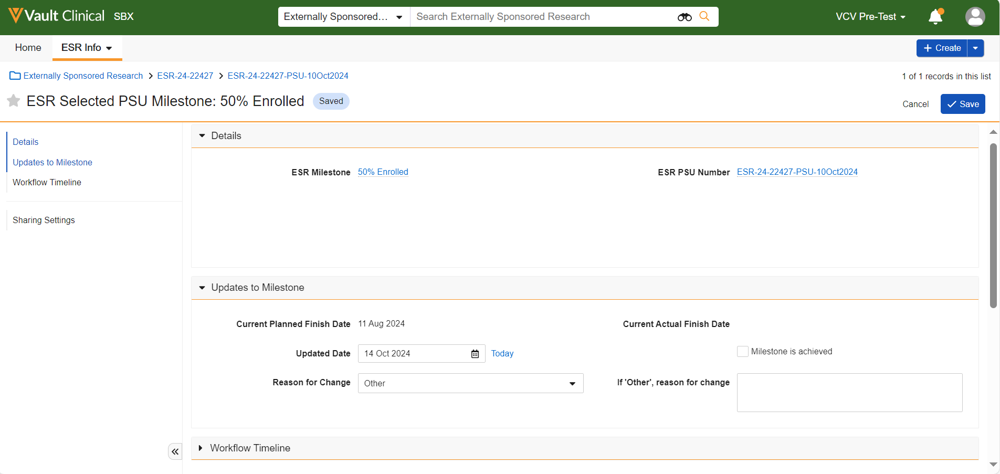 Vault Clinical SBX
Externally Sponsored... Search Externally Sponsored Research
VCV Pre-Test
Home ESR Info
+ Create
Externally Sponsored Research > ESR-24-22427 > ESR-24-22427-PSU-10Oct2024
1 of 1 records in this list
ESR Selected PSU Milestone: 50% Enrolled Saved
Cancel Save
Details
Updates to Milestone
Workflow Timeline
Sharing Settings
Details
ESR Milestone 50% Enrolled
ESR PSU Number ESR-24-22427-PSU-10Oct2024
Updates to Milestone
Current Planned Finish Date 11 Aug 2024
Current Actual Finish Date
Updated Date 14 Oct 2024 Today
Milestone is achieved
Reason for Change Other
If 'Other', reason for change
Workflow Timeline